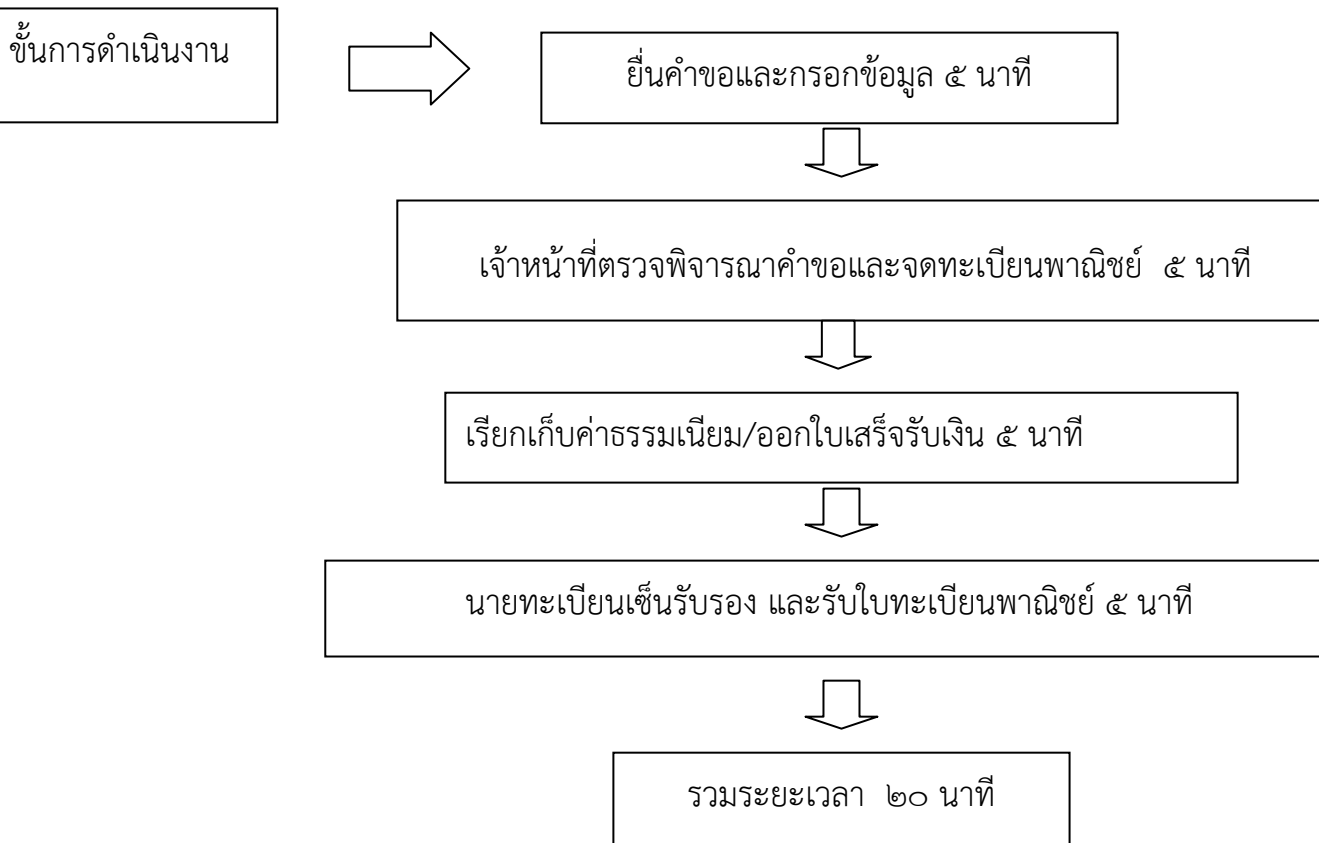 ขั้นการดำเนินงาน
ยื่นคำขอและกรอกข้อมูล ๕ นาที
เจ้าหน้าที่ตรวจพิจารณาคำขอและจดทะเบียนพาณิชย์ ๕ นาที
เรียกเก็บค่าธรรมเนียม/ออกใบเสร็จรับเงิน ๕ นาที
นายทะเบียนเซ็นรับรอง และรับใบทะเบียนพาณิชย์ ๕ นาที
รวมระยะเวลา ๒๐ นาที